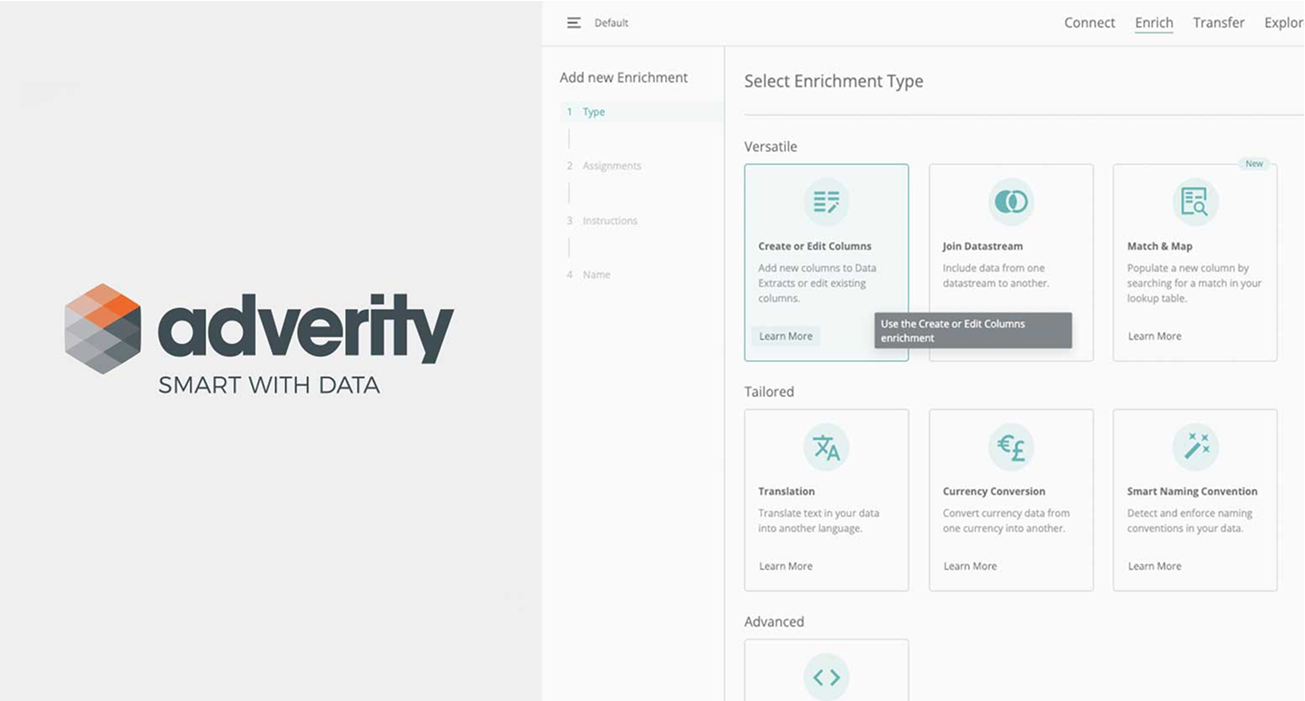 adverity
SMART WITH DATA
Default
Connect
Enrich
Transfer
Explor
Add new Enrichment
1 Type
2 Assignments
3 Instructions
4 Name
Select Enrichment Type
Versatile
Create or Edit Columns
Add new columns to Data
Extracts or edit existing
columns.
Learn More
Join Datastream
Include data from one
datastream to another.
Use the Create or Edit Columns
enrichment
New
Match & Map
Populate a new column by
searching for a match in your
lookup table.
Learn More
Tailored
Translation
Translate text in your data
into another language.
Learn More
Currency Conversion
Convert currency data from
one currency into another.
Learn More
Smart Naming Convention
Detect and enforce naming
conventions in your data.
Learn More
Advanced